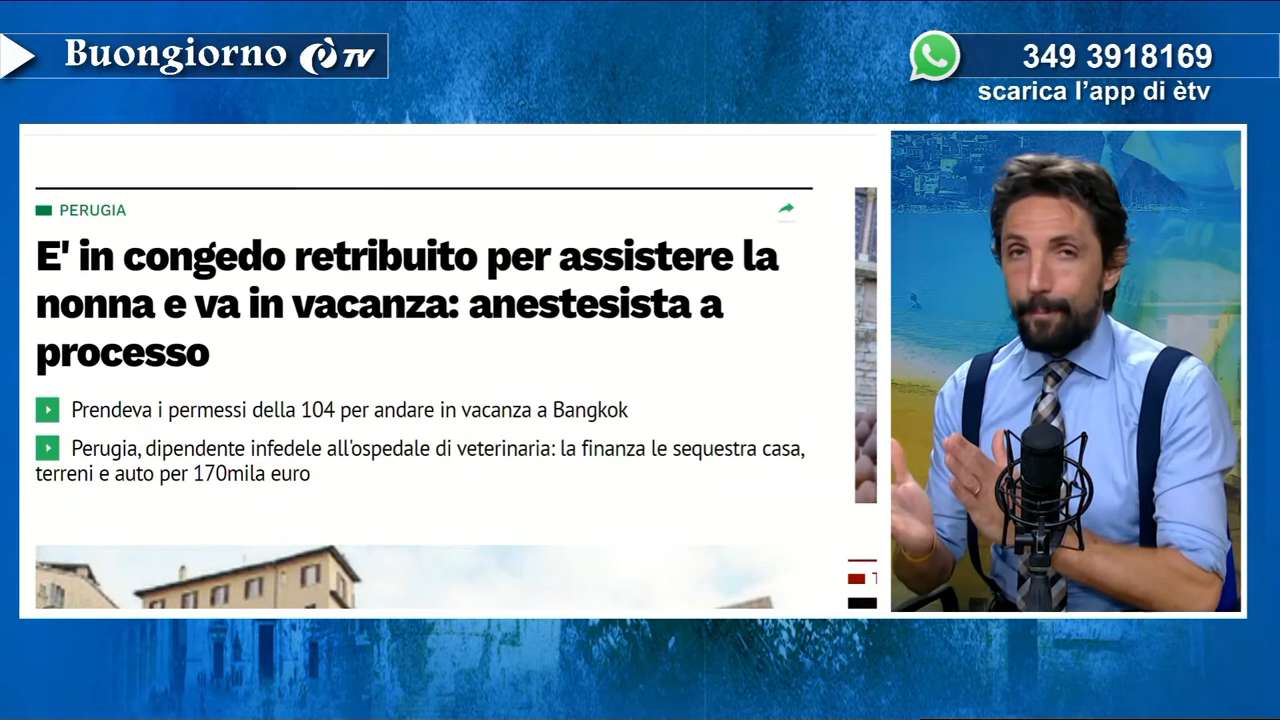 Buongiorno è TV
349 3918169
scarica l'app di ètv
PERUGIA
E' in congedo retribuito per assistere la
nonna e va in vacanza: anestesista a
processo
Prendeva i permessi della 104 per andare in vacanza a Bangkok
Perugia, dipendente infedele all'ospedale di veterinaria: la finanza le sequestra casa,
terreni e auto per 170mila euro